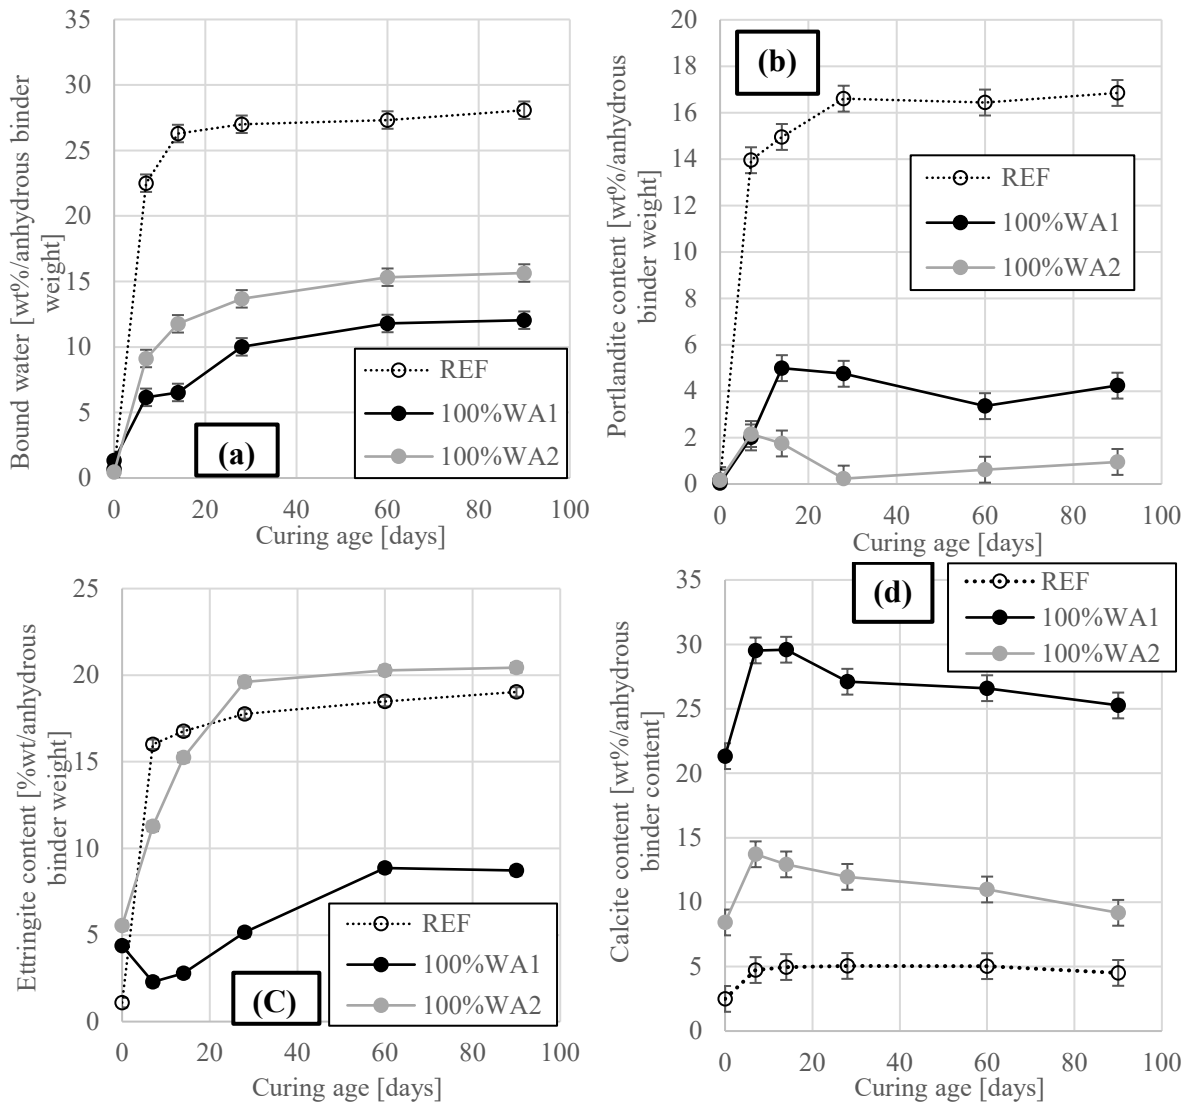 35
30
25
20
15
10
5
0
0 20 40 60 80 100
Bound water [wt%/anhydrous binder
weight]
Curing age [days]
(a)
REF
100%WA1
100%WA2
20
18
16
14
12
10
8
6
4
2
0
0 20 40 60 80 100
Portlandite content [wt%/anhydrous
binder weight]
Curing age [days]
(b)
REF
100%WA1
100%WA2
25
20
15
10
5
0
0 20 40 60 80 100
Ettringite content [%wt/anhydrous
binder weight]
Curing age [days]
(C)
REF
100%WA1
100%WA2
35
30
25
20
15
10
5
0
0 20 40 60 80 100
Calcite content [wt%/anhydrous
binder content]
Curing age [days]
(d)
REF
100%WA1
100%WA2